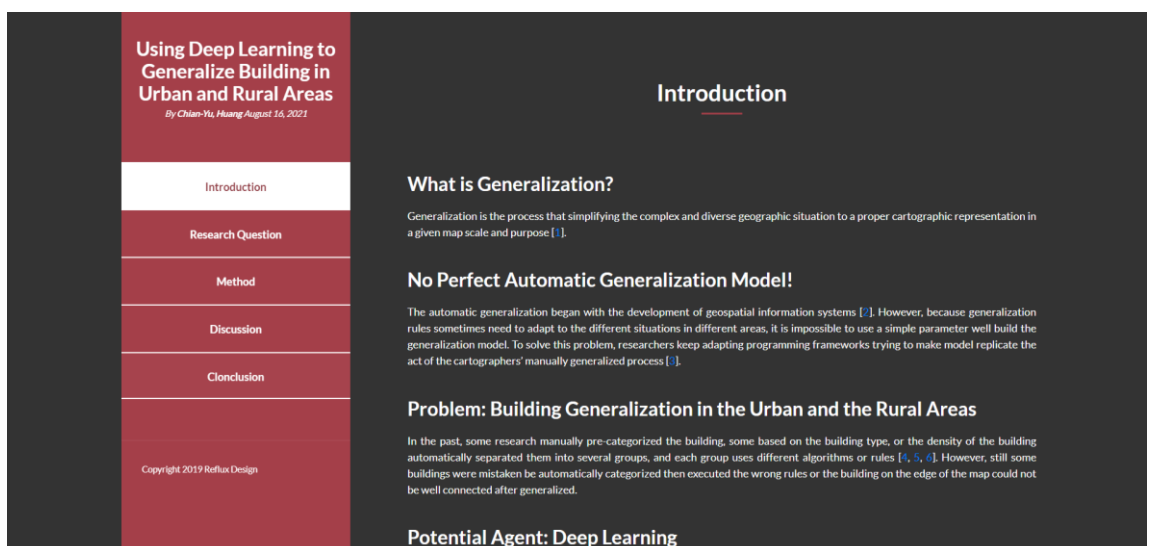 Using Deep Learning to
Generalize Building in
Urban and Rural Areas
By Chian-Yu, Huang August 16, 2021
Introduction
Research Question
Method
Discussion
Clonclusion
Copyright 2019 Reflux Design
Introduction
What is Generalization?
Generalization is the process that simplifying the complex and diverse geographic situation to a proper cartographic representation in
a given map scale and purpose [1].
No Perfect Automatic Generalization Model!
The automatic generalization began with the development of geospatial information systems [2]. However, because generalization
rules sometimes need to adapt to the different situations in different areas, it is impossible to use a simple parameter well build the
generalization model. To solve this problem, researchers keep adapting programming frameworks trying to make model replicate the
act of the cartographers' manually generalized process [3].
Problem: Building Generalization in the Urban and the Rural Areas
In the past, some research manually pre-categorized the building, some based on the building type, or the density of the building
automatically separated them into several groups, and each group uses different algorithms or rules [4, 5, 6]. However, still some
buildings were mistaken be automatically categorized then executed the wrong rules or the building on the edge of the map could not
be well connected after generalized.
Potential Agent: Deep Learning